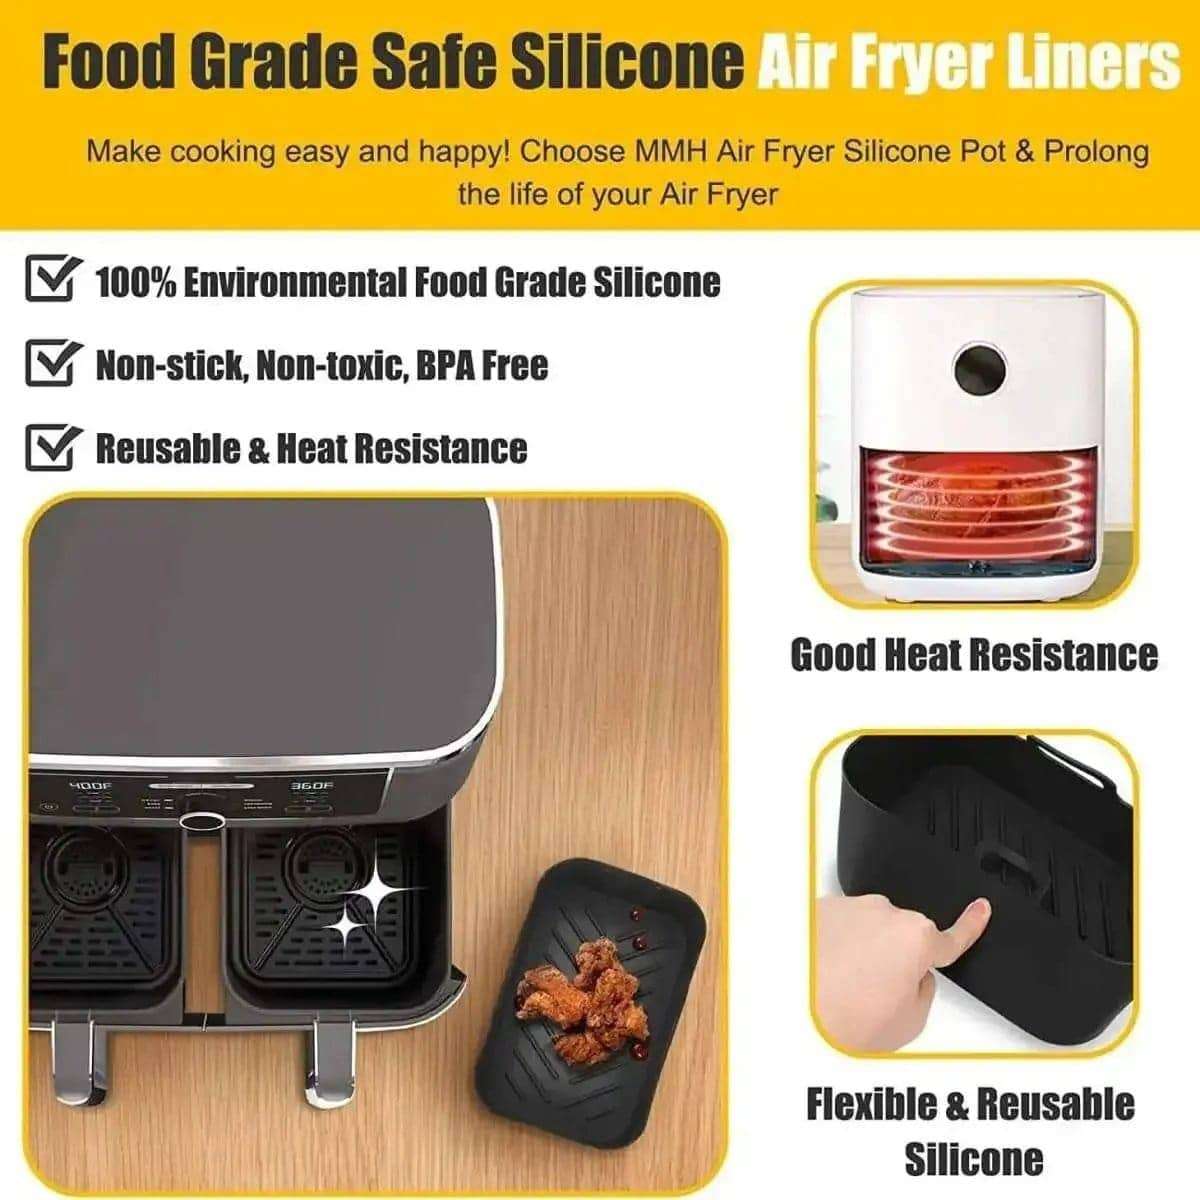 Food Grade Safe Silicone Air Fryer Liners
Make cooking easy and happy! Choose MMH Air Fryer Silicone Pot & Prolong
the life of your Air Fryer
100% Environmental Food Grade Silicone
Non-stick, Non-toxic, BPA Free
Reusable & Heat Resistance
Good Heat Resistance
400F
360F
Flexible & Reusable
Silicone